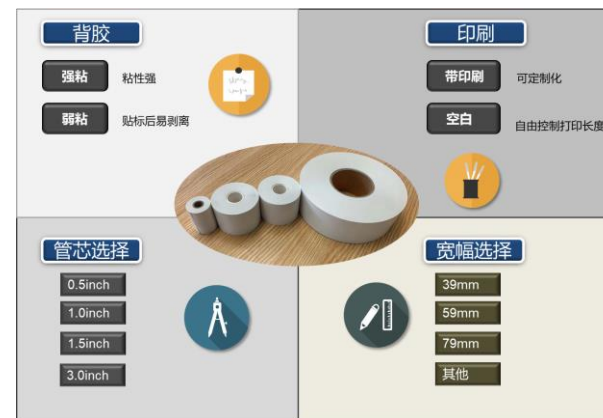 背胶
强粘 粘性强
弱粘 贴标后易剥离
印刷
带印刷 可定制化
空白 自由控制打印长度
管芯选择
0.5inch
1.0inch
1.5inch
3.0inch
宽幅选择
39mm
59mm
79mm
其他